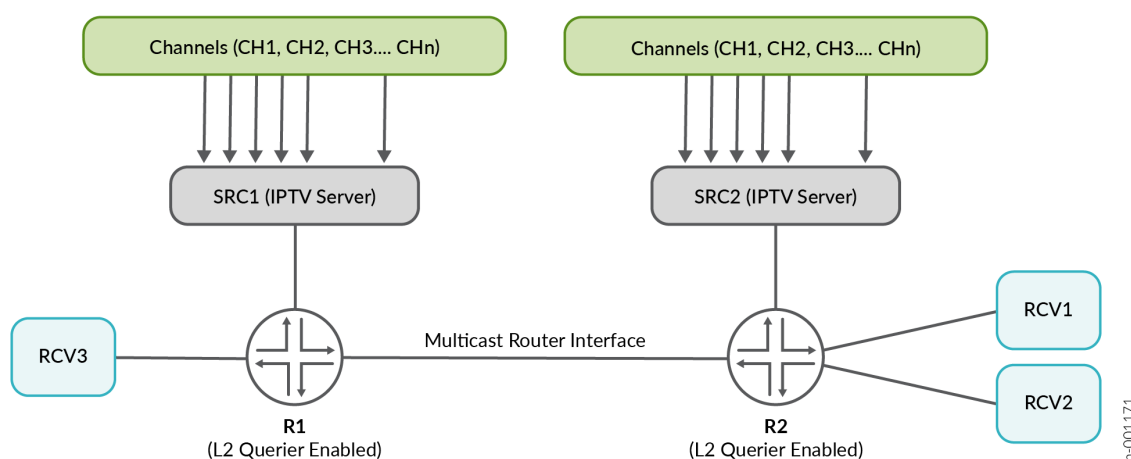 Channels (CH1, CH2, CH3.... CHn)
Channels (CH1, CH2, CH3.... CHn)
SRC1 (IPTV Server)
SRC2 (IPTV Server)
RCV1
Multicast Router Interface
RCV3
RCV2
R1
(L2 Querier Enabled)
R2
(L2 Querier Enabled)